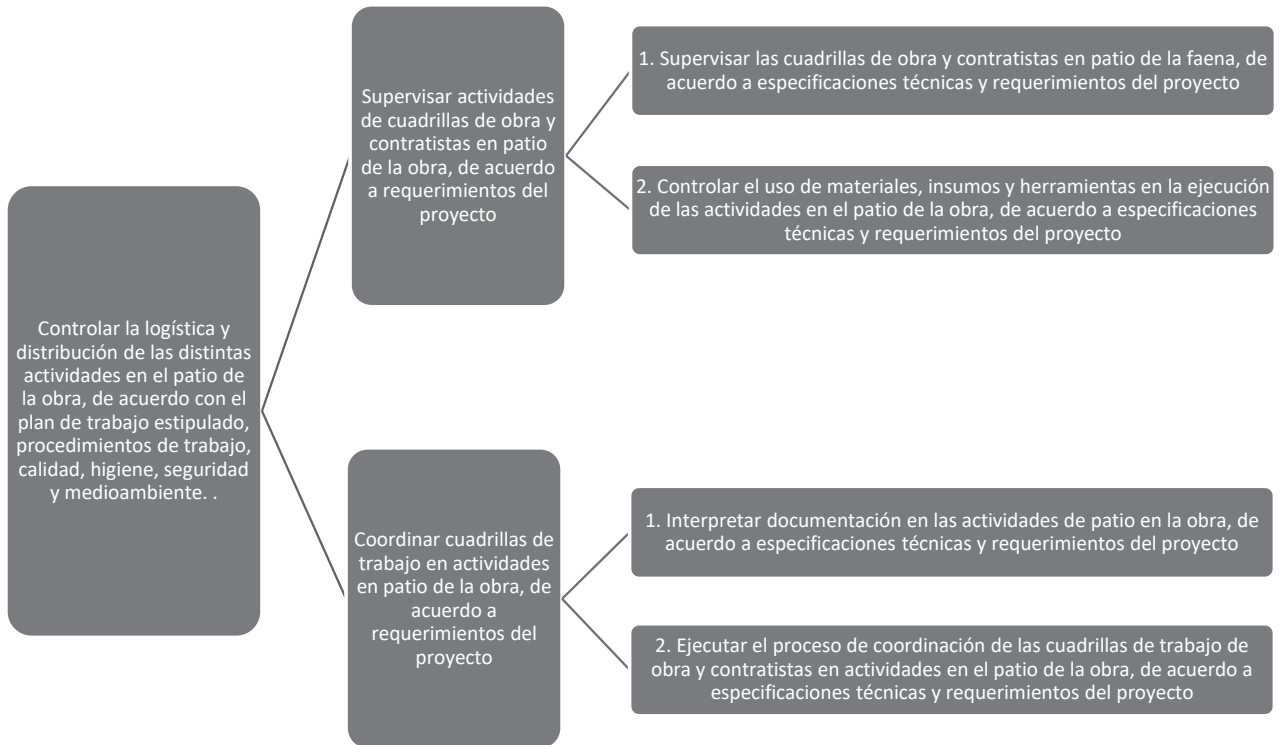 Controlar la logística y
distribución de las distintas
actividades en el patio de
la obra, de acuerdo con el
plan de trabajo estipulado,
procedimientos de trabajo,
calidad, higiene, seguridad
y medioambiente. .
Supervisar actividades
de cuadrillas de obra y
contratistas en patio
de la obra, de acuerdo
a requerimientos del
proyecto
1. Supervisar las cuadrillas de obra y contratistas en patio de la faena, de
acuerdo a especificaciones técnicas y requerimientos del proyecto
2. Controlar el uso de materiales, insumos y herramientas en la ejecución
de las actividades en el patio de la obra, de acuerdo a especificaciones
técnicas y requerimientos del proyecto
Coordinar cuadrillas de
trabajo en actividades
en patio de la obra, de
acuerdo a
requerimientos del
proyecto
1. Interpretar documentación en las actividades de patio en la obra, de
acuerdo a especificaciones técnicas y requerimientos del proyecto
2. Ejecutar el proceso de coordinación de las cuadrillas de trabajo de
obra y contratistas en actividades en el patio de la obra, de acuerdo a
especificaciones técnicas y requerimientos del proyecto